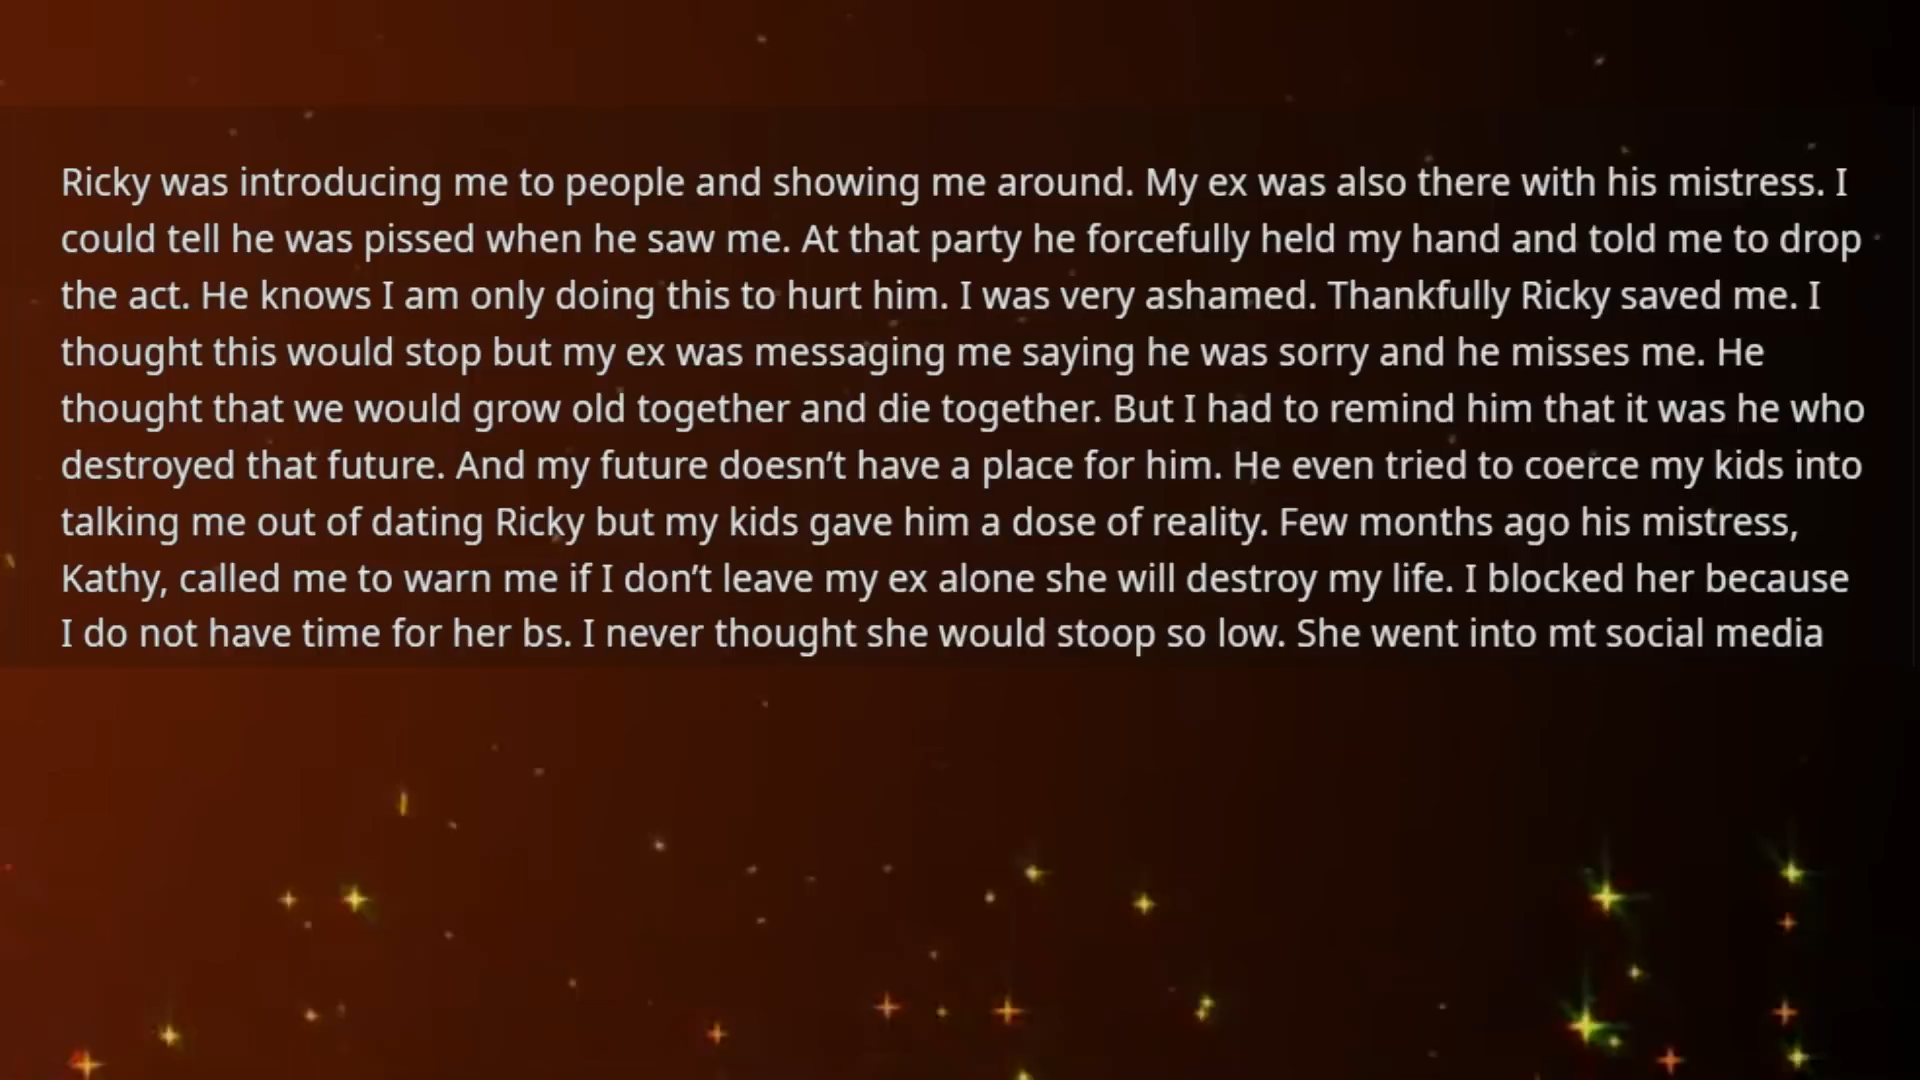 Ricky was introducing me to people and showing me around. My ex was also there with his mistress. I
could tell he was pissed when he saw me. At that party he forcefully held my hand and told me to drop
the act. He knows I am only doing this to hurt him. I was very ashamed. Thankfully Ricky saved me. I
thought this would stop but my ex was messaging me saying he was sorry and he misses me. He
thought that we would grow old together and die together. But I had to remind him that it was he who
destroyed that future. And my future doesn’t have a place for him. He even tried to coerce my kids into
talking me out of dating Ricky but my kids gave him a dose of reality. Few months ago his mistress,
Kathy, called me to warn me if I don’t leave my ex alone she will destroy my life. I blocked her because
I do not have time for her bs. I never thought she would stoop so low. She went into mt social media